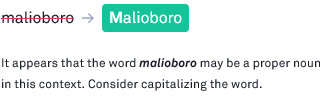 malioboro → Malioboro
It appears that the word malioboro may be a proper noun
in this context. Consider capitalizing the word.